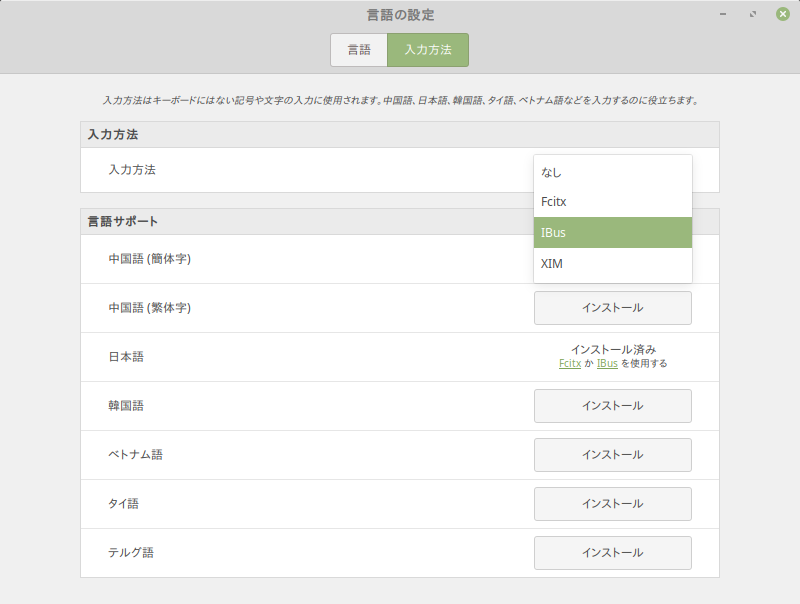 言語の設定
言語
入力方法
入力方法はキーボードにはない記号や文字の入力に使用されます。中国語、日本語、韓国語、タイ語、ベトナム語などを入力するのに役立ちます。
入力方法
入力方法
なし
Fcitx
IBus
XIM
言語サポート
中国語 (簡体字)
中国語 (繁体字)
インストール
日本語
インストール済み
Fcitx か IBus を使用する
韓国語
インストール
ベトナム語
インストール
タイ語
インストール
テルグ語
インストール